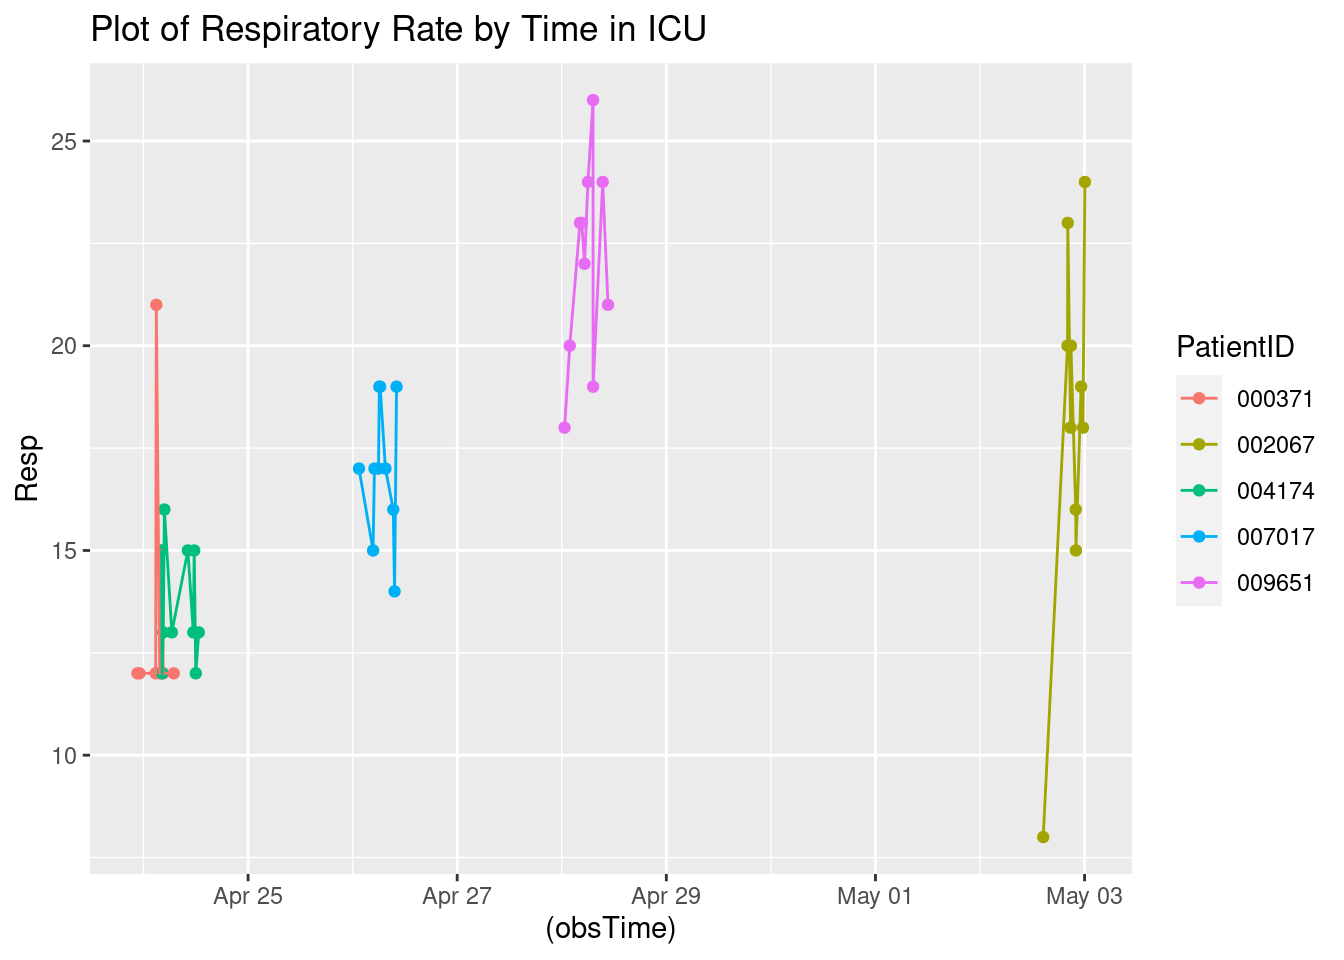 Plot of Respiratory Rate by Time in ICU
25
20
15
10
Resp
Apr 25
Apr 27
Apr 29
May 01
May 03
(obsTime)
PatientID
000371
002067
004174
007017
009651